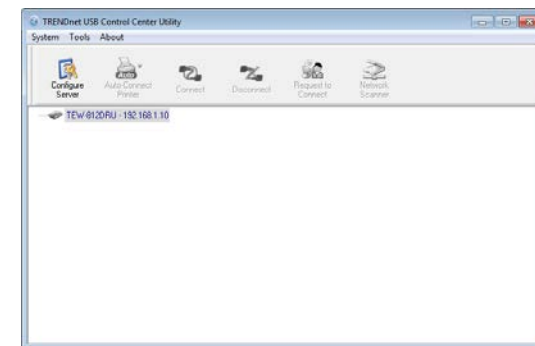 TRENDnet USB Control Center Utility
System Tools About
Configure Server
Auto-Connect Printer
Connect
Disconnect
Request to Connect
Network Scanner
TEW-812DRU - 192.168.1.10